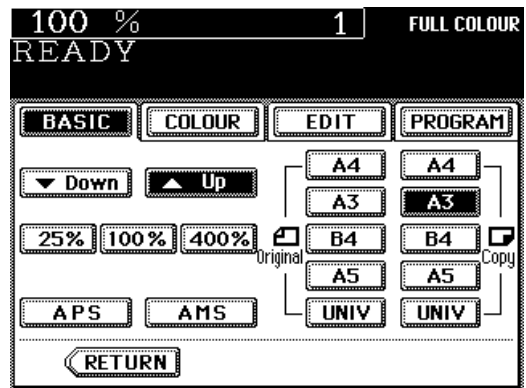 100 % 1 FULL COLOUR
READY
BASIC COLOUR EDIT PROGRAM
Down Up
25% 100% 400%
APS AMS
Original
A4
A3
B4
A5
UNIV
A4
A3
B4
A5
UNIV
Copy
RETURN